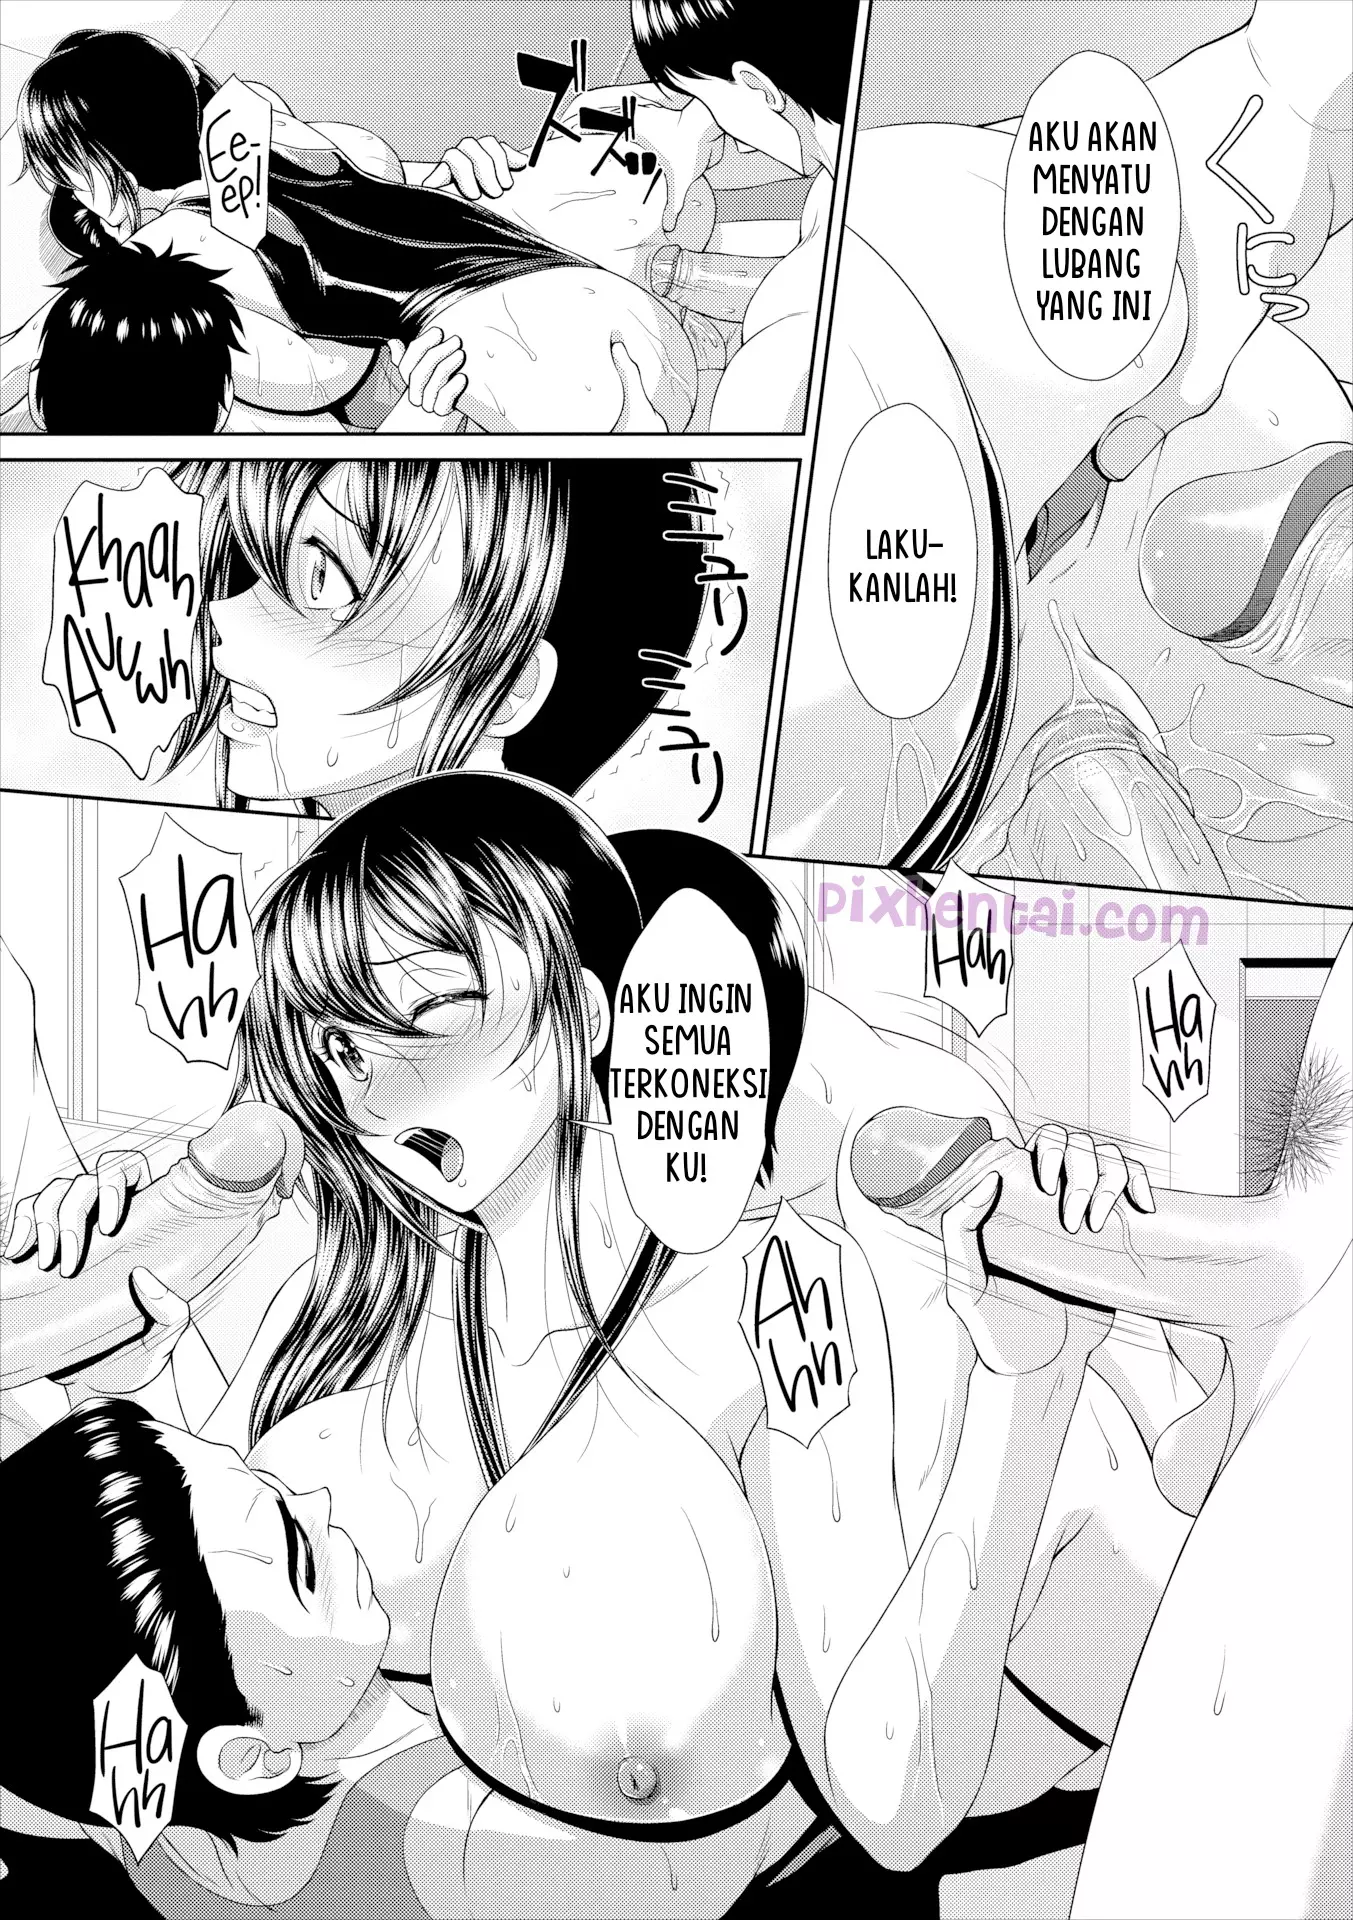 AKU AKAN
MENYATU
DENGAN
LUBANG
YANG INI
LAKU-
KANLAH!
Ee-
ep!
Khaah
Auuwh
pixhentai.com
Ha
hh
AKU INGIN
SEMUA
TERKONEKSI
DENGAN
KU!
Hah
Ha
hh
Ah
hh
Ha
hh